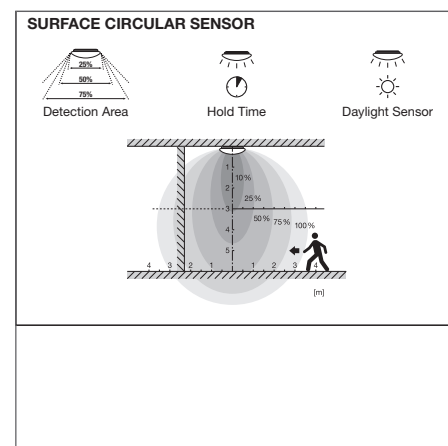 SURFACE CIRCULAR SENSOR
25%
50%
75%
Detection Area
Hold Time
Daylight Sensor
1
10%
2
25%
3
50% 75% 100%
4
5
4 3 2 1 1 2 3 4
[m]